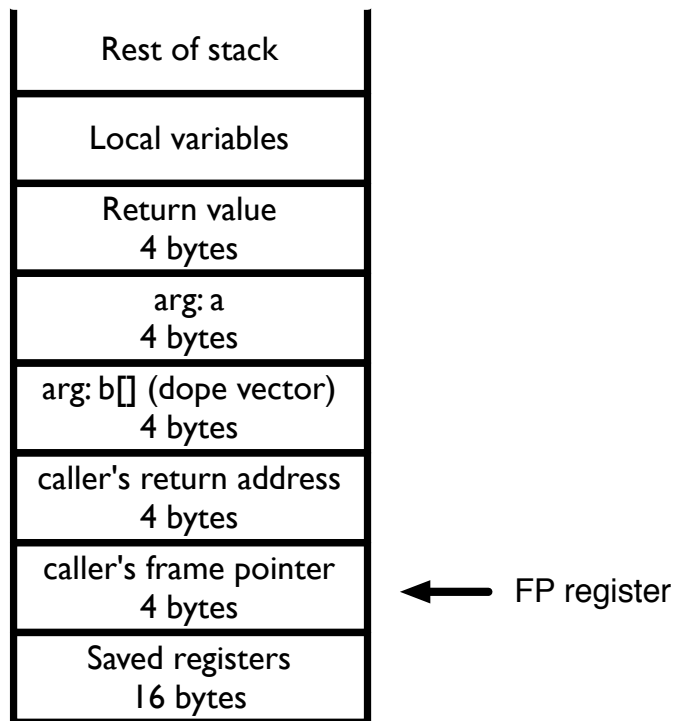 Rest of stack
Local variables
Return value
4 bytes
arg: a
4 bytes
arg: b[] (dope vector)
4 bytes
caller's return address
4 bytes
caller's frame pointer
4 bytes
FP register
Saved registers
16 bytes